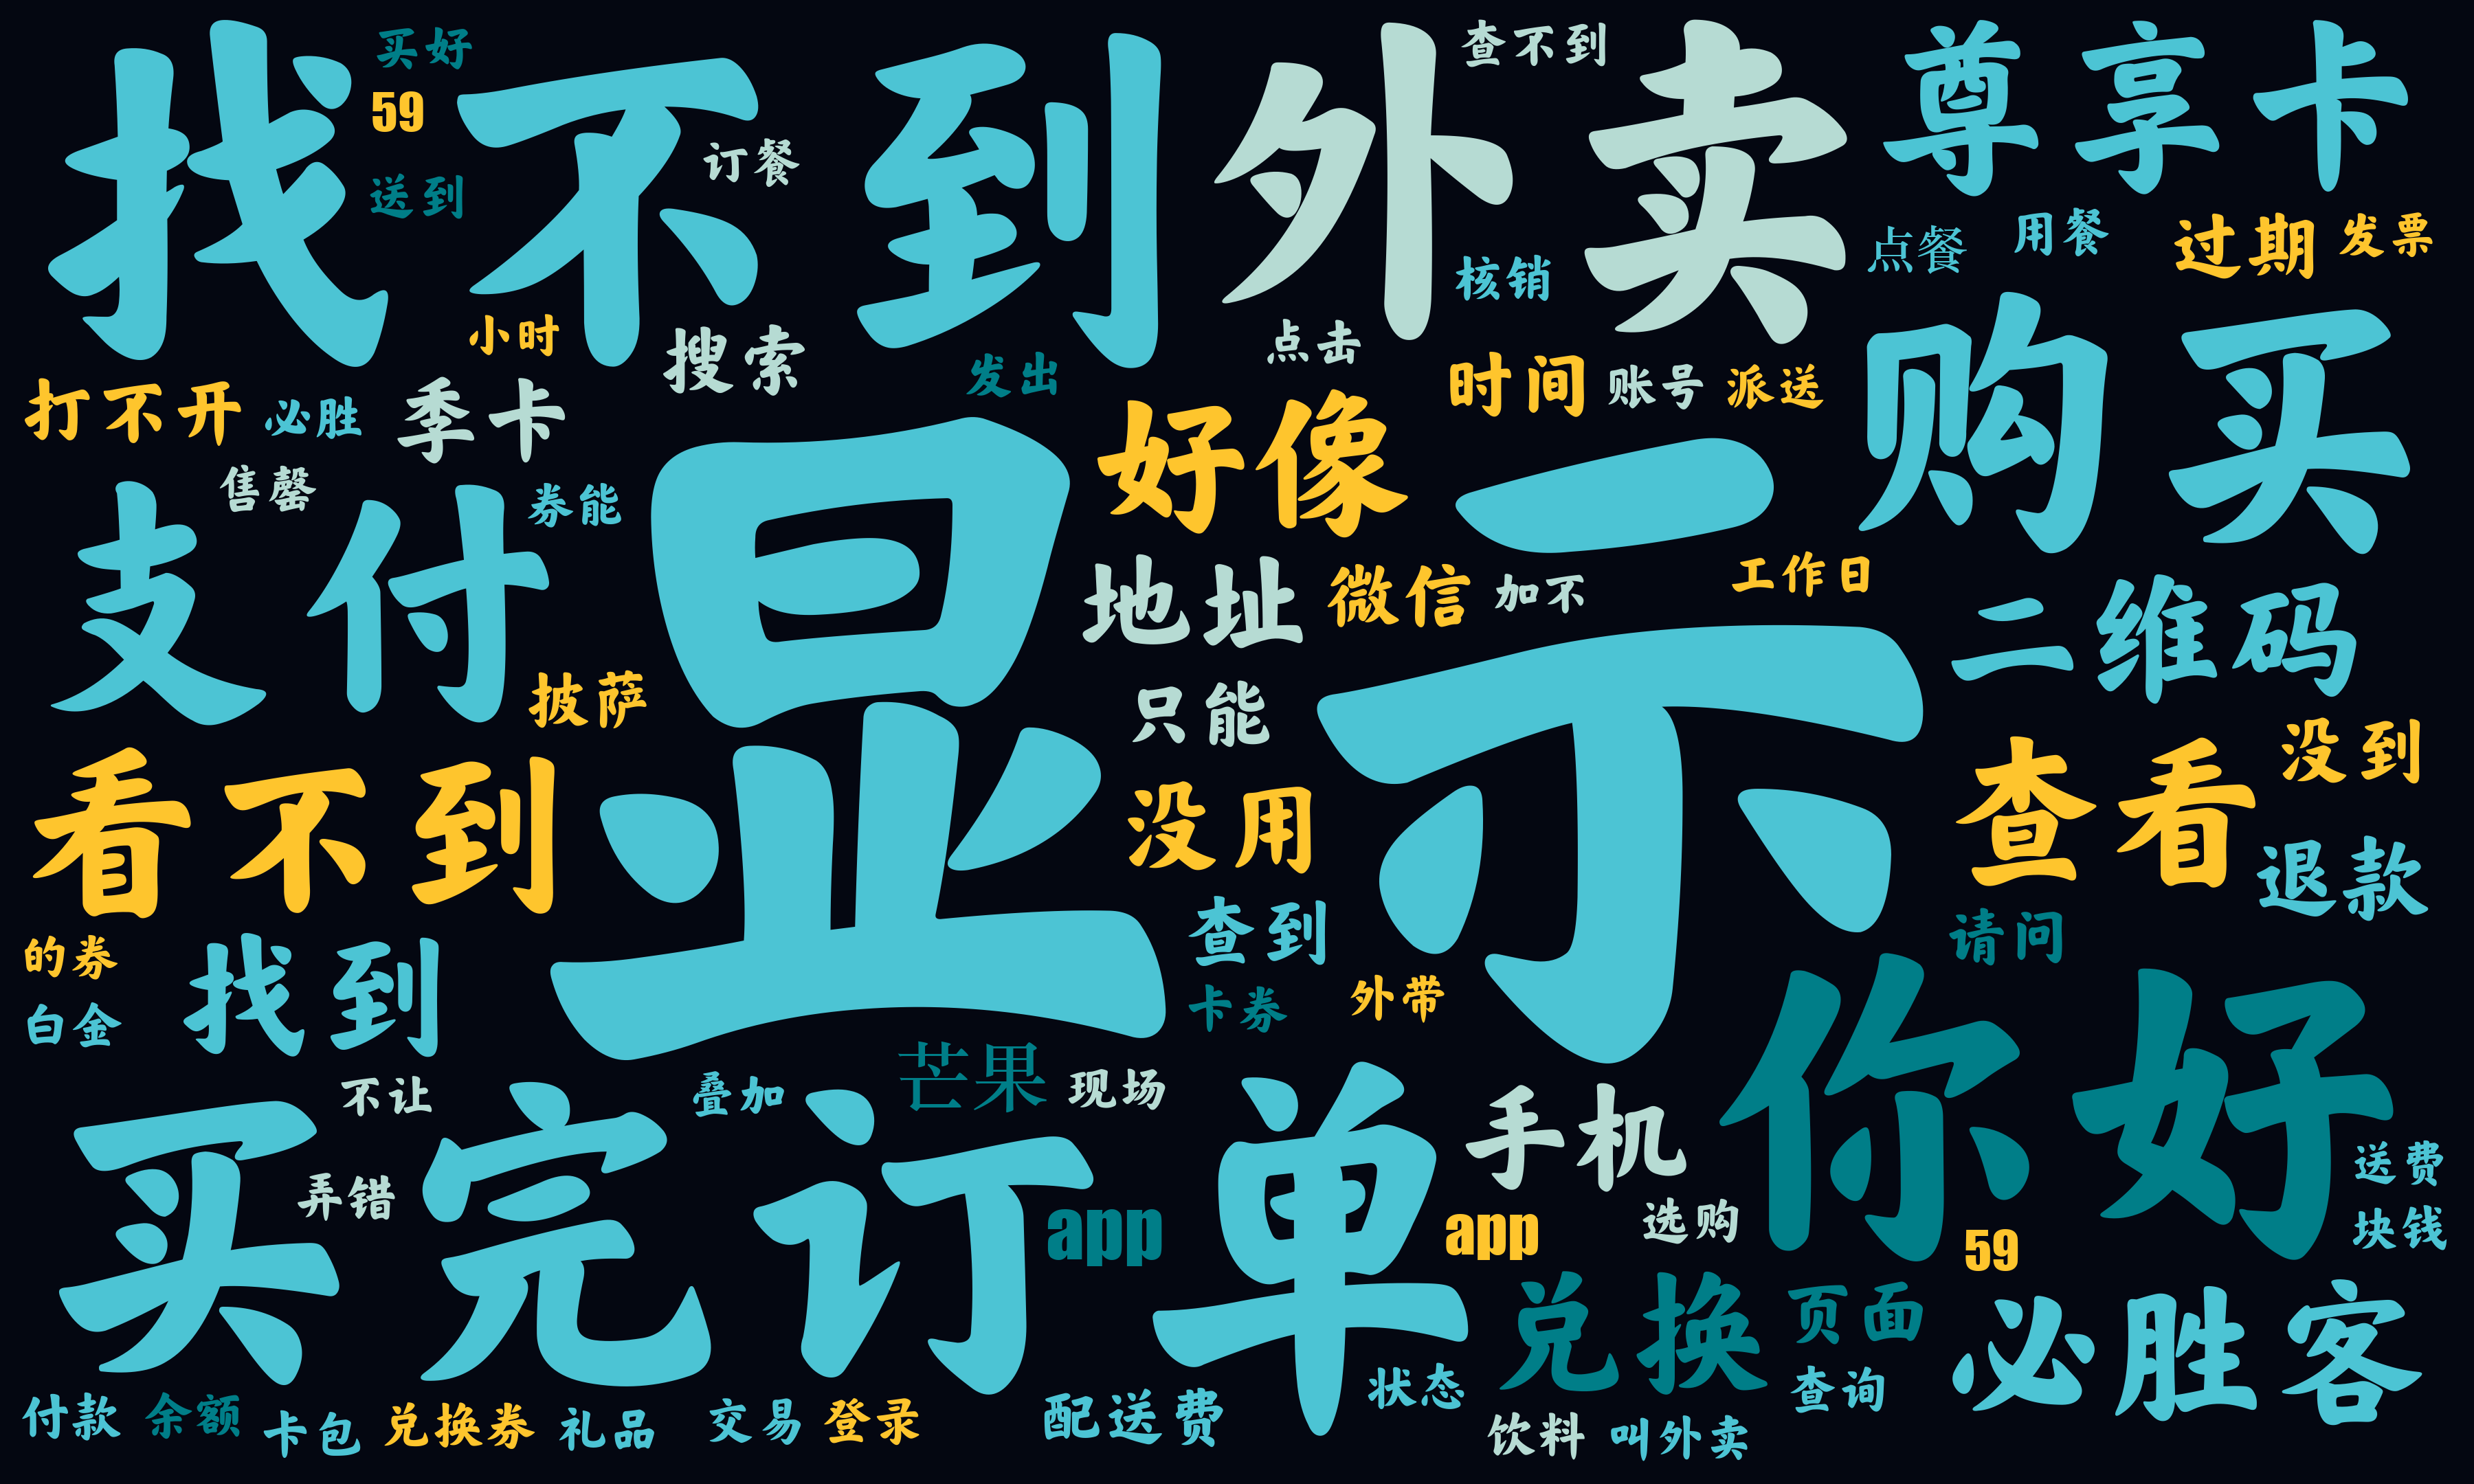 找不到
买好
59
送到
订餐
外卖
查不到
核销
尊享卡
点餐
用餐
过期
发票
小时
搜索
发出
点击
时间
账号
派送
购买
打不开
必胜
季卡
售罄
券能
支付
披萨
显示
好像
一
地址
微信
加不
工作日
二维码
只能
没用
看不到
查看
没到
退款
请问
查到
卡券
外带
的券
白金
找到
不让
叠加
芒果
现场
你好
手机
选购
送费
块钱
买完
弄错
订单
app
app
59
兑换
页面
查询
必胜客
状态
饮料
叫外卖
付款
余额
卡包
兑换券
礼品
交易
登录
配送费